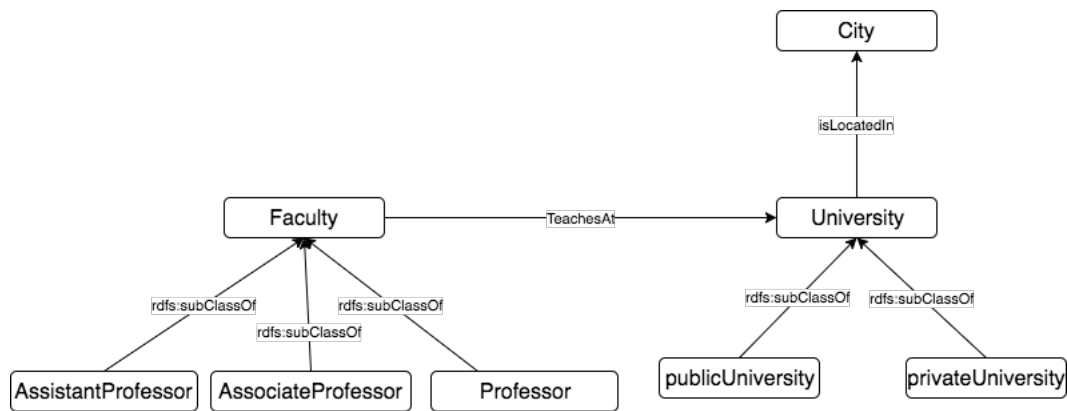 City
isLocatedIn
Faculty
TeachesAt
University
rdfs:subClassOf
rdfs:subClassOf
rdfs:subClassOf
rdfs:subClassOf
rdfs:subClassOf
AssistantProfessor
AssociateProfessor
Professor
publicUniversity
privateUniversity